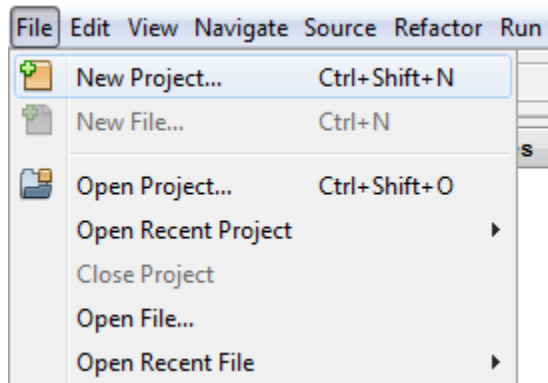 File Edit View Navigate Source Refactor Run
New Project... Ctrl+Shift+N
New File... Ctrl+N
s
Open Project... Ctrl+Shift+O
Open Recent Project
Close Project
Open File...
Open Recent File